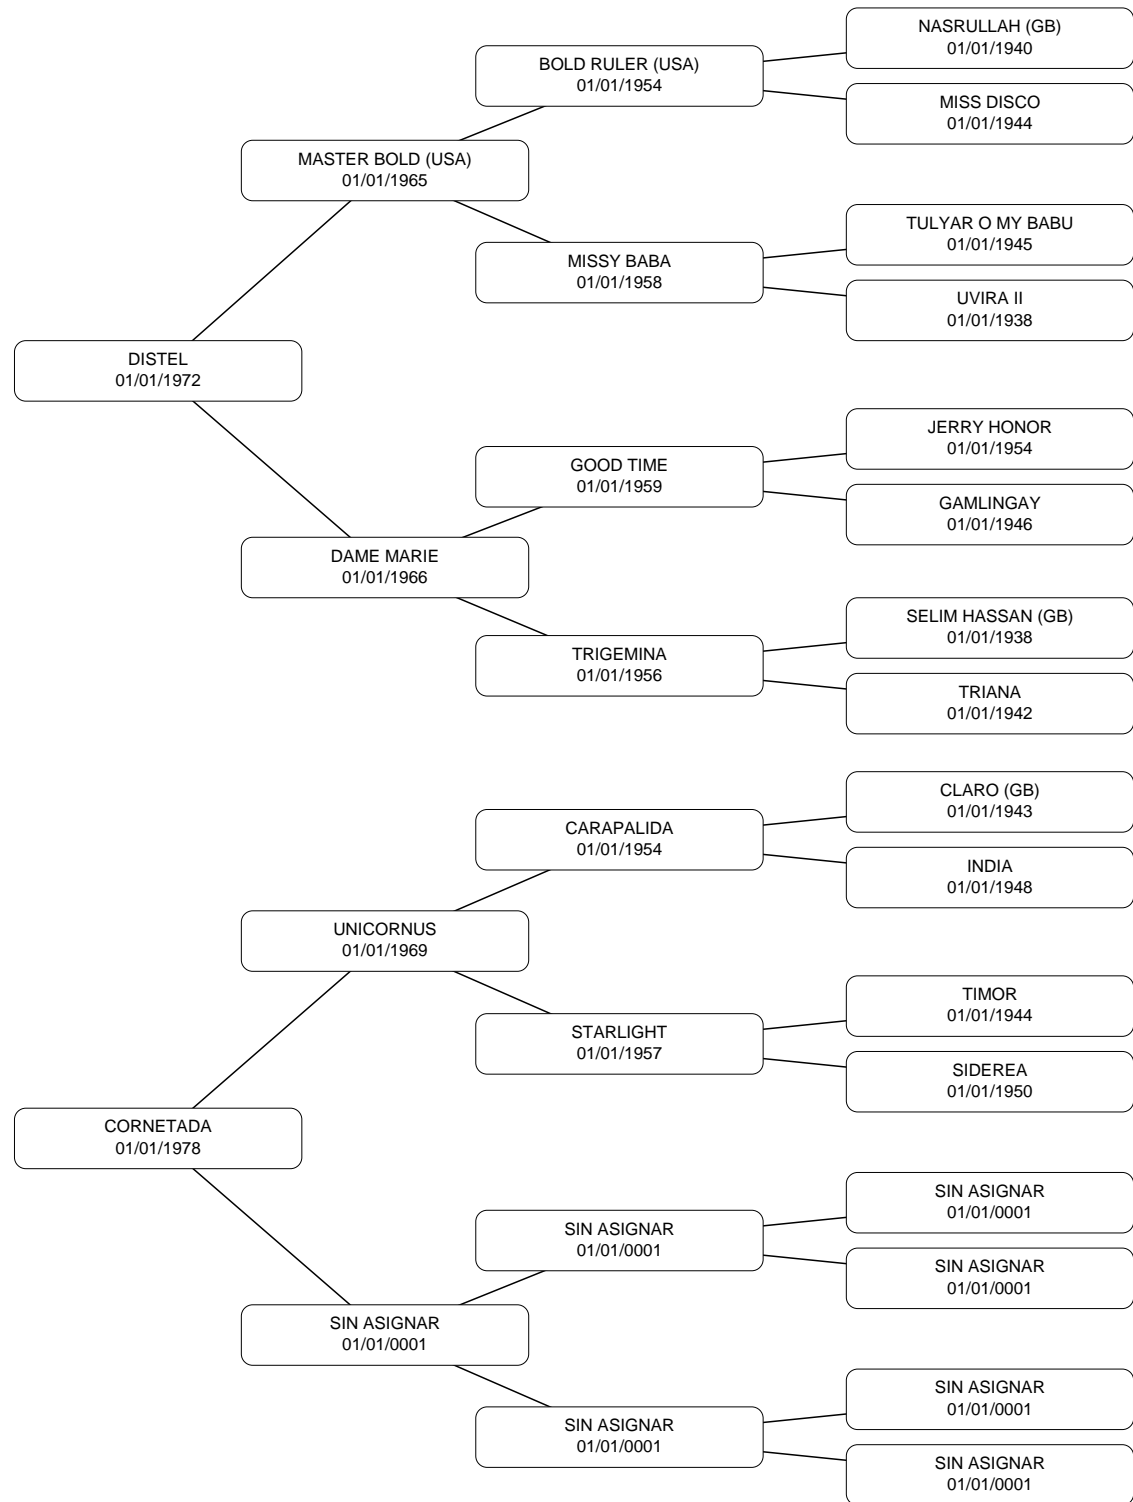 NASRULLAH (GB)
01/01/1940
BOLD RULER (USA)
01/01/1954
MISS DISCO
01/01/1944
MASTER BOLD (USA)
01/01/1965
TULYAR O MY BABU
01/01/1945
MISSY BABA
01/01/1958
UVIRA II
01/01/1938
DISTEL
01/01/1972
JERRY HONOR
01/01/1954
GOOD TIME
01/01/1959
GAMLINGAY
01/01/1946
DAME MARIE
01/01/1966
SELIM HASSAN (GB)
01/01/1938
TRIGEMINA
01/01/1956
TRIANA
01/01/1942
CLARO (GB)
01/01/1943
CARAPALIDA
01/01/1954
INDIA
01/01/1948
UNICORNUS
01/01/1969
TIMOR
01/01/1944
STARLIGHT
01/01/1957
SIDEREA
01/01/1950
CORNETADA
01/01/1978
SIN ASIGNAR
01/01/0001
SIN ASIGNAR
01/01/0001
SIN ASIGNAR
01/01/0001
SIN ASIGNAR
01/01/0001
SIN ASIGNAR
01/01/0001
SIN ASIGNAR
01/01/0001
SIN ASIGNAR
01/01/0001